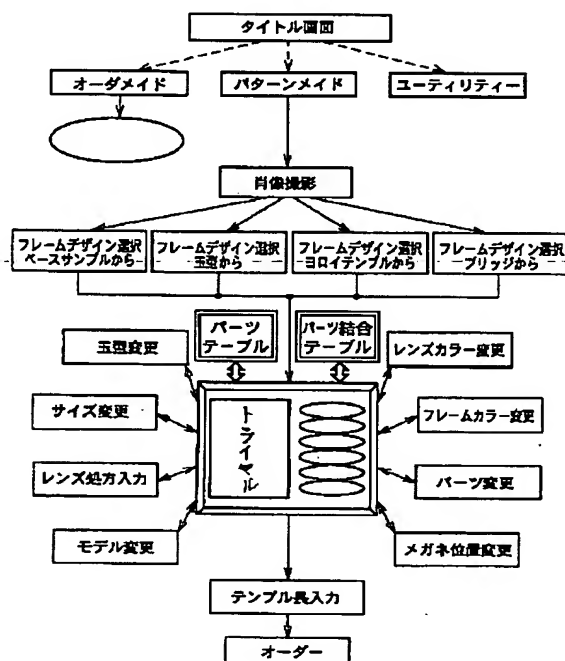 タイトル画面
オーダメイド
パターンメイド
ユーティリティー
肖像撮影
フレームデザイン選択
ベースサンプルから
フレームデザイン選択
玉型から
フレームデザイン選択
ヨロイテンプルから
フレームデザイン選択
ブリッジから
パーツ
テーブル
パーツ結合
テーブル
玉型変更
レンズカラー変更
サイズ変更
フレームカラー変更
トライヤル
レンズ処方入力
パーツ変更
モデル変更
メガネ位置変更
テンプル長入力
オーダー